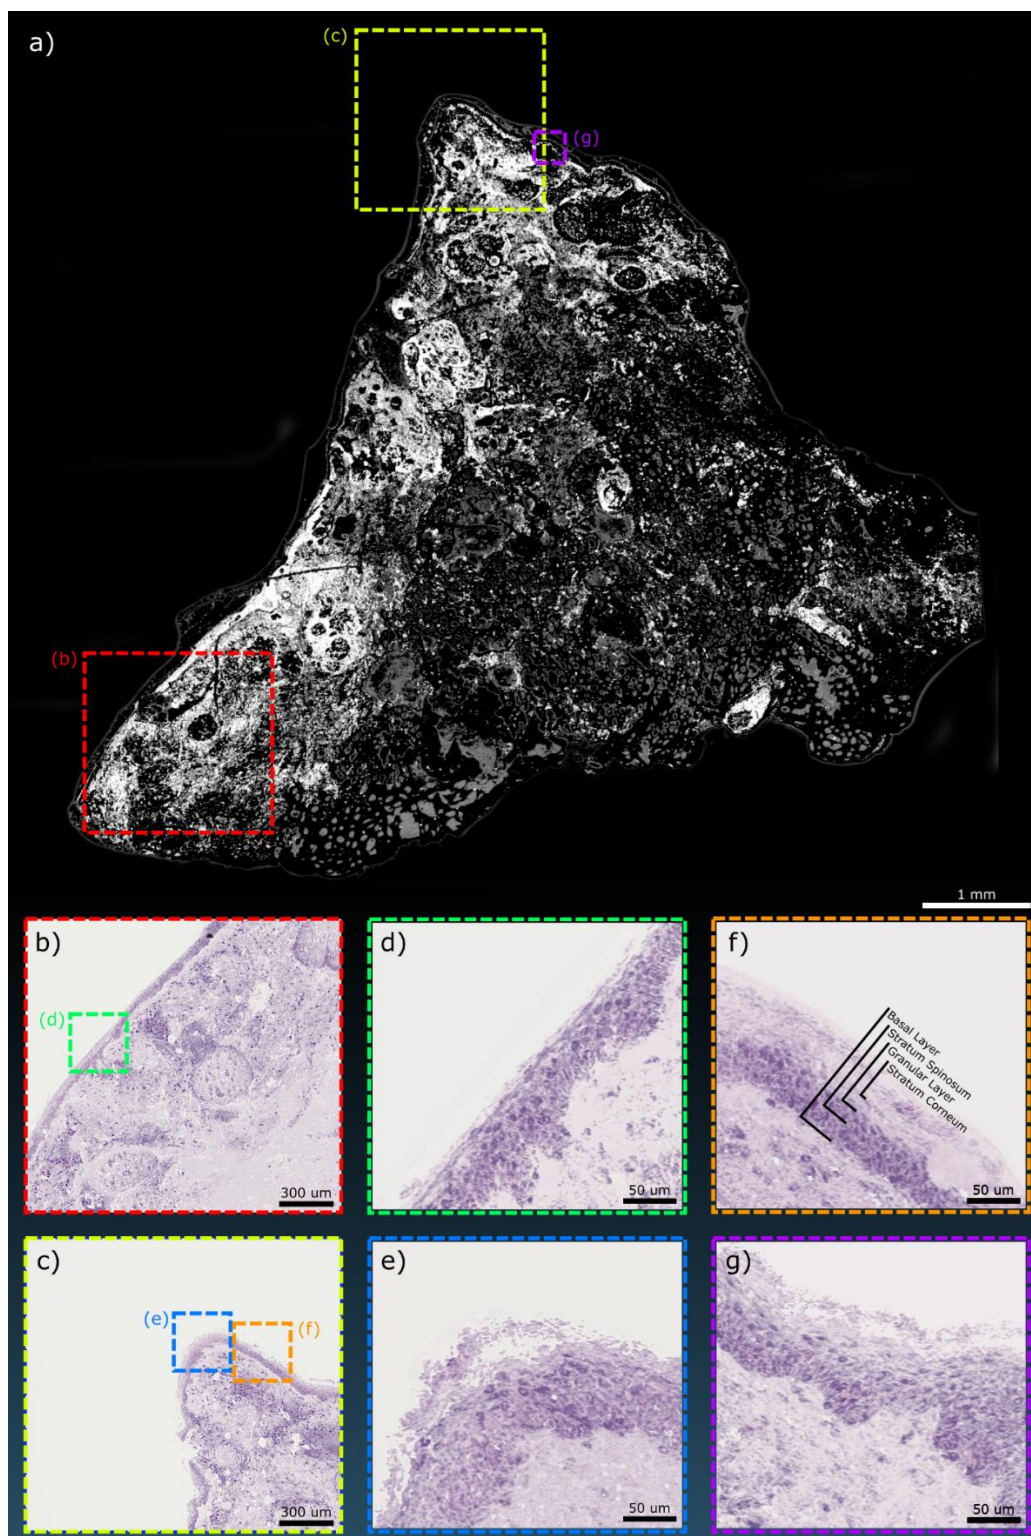 a)
(c)
(g)
(b)
1 mm
b)
(d)
300 um
d)
50 um
f)
Basal Layer
Stratum Spinosum
Granular Layer
Stratum Corneum
50 um
c)
(e)
(f)
300 um
e)
50 um
g)
50 um